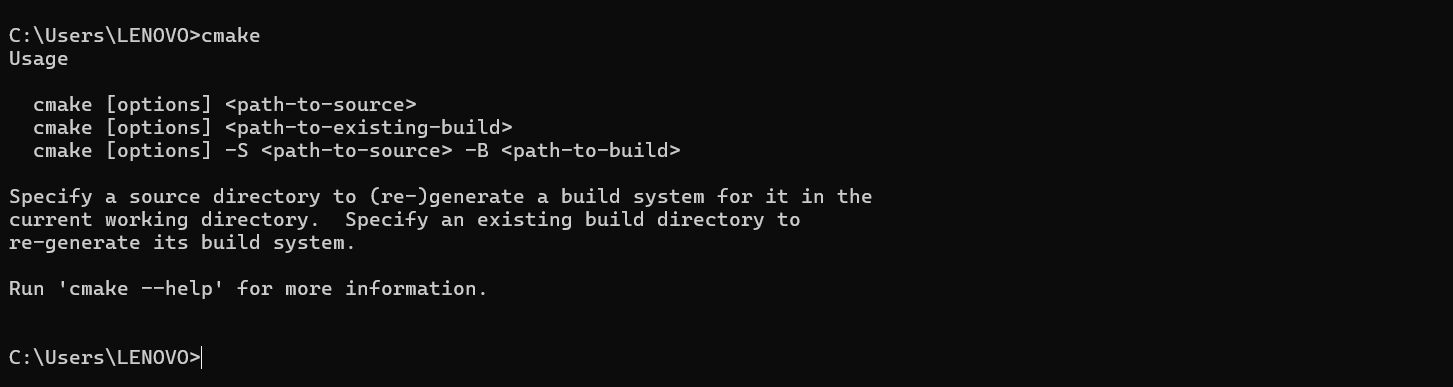 C:\Users\LENOVO>cmake
Usage

  cmake [options] <path-to-source>
  cmake [options] <path-to-existing-build>
  cmake [options] -S <path-to-source> -B <path-to-build>

Specify a source directory to (re-)generate a build system for it in the
current working directory.  Specify an existing build directory to
re-generate its build system.

Run 'cmake --help' for more information.


C:\Users\LENOVO>